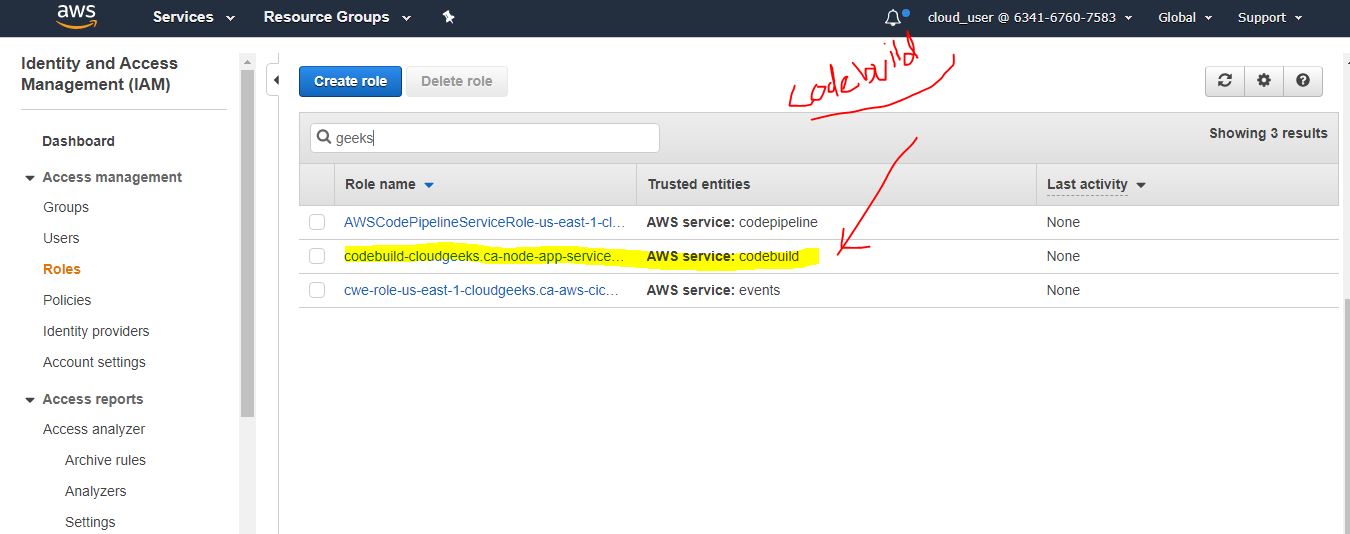 aws Services Resource Groups cloud_user @ 6341-6760-7583 Global Support
Identity and Access
Management (IAM)
Dashboard
Access management
Groups
Users
Roles
Policies
Identity providers
Account settings
Access reports
Access analyzer
Archive rules
Analyzers
Settings
Create role Delete role
codebuild
geeks Showing 3 results
Role name Trusted entities Last activity
AWSCodePipelineServiceRole-us-east-1-cl... AWS service: codepipeline None
codebuild-cloudgeeks.ca-node-app-service... AWS service: codebuild None
cwe-role-us-east-1-cloudgeeks.ca-aws-cic... AWS service: events None